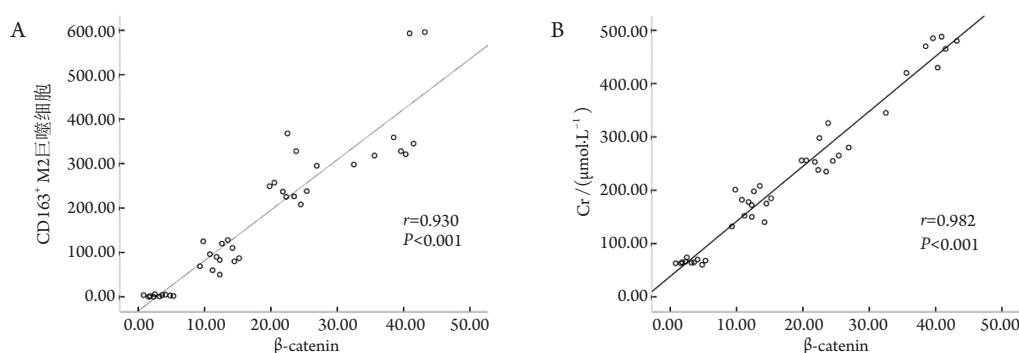 A
CD163⁺ M2巨噬细胞
600.00
500.00
400.00
300.00
200.00
100.00
0.00
r=0.930
P<0.001
0.00 10.00 20.00 30.00 40.00 50.00
β-catenin
B
Cr /(μmol·L⁻¹)
500.00
400.00
300.00
200.00
100.00
0.00
r=0.982
P<0.001
0.00 10.00 20.00 30.00 40.00 50.00
β-catenin